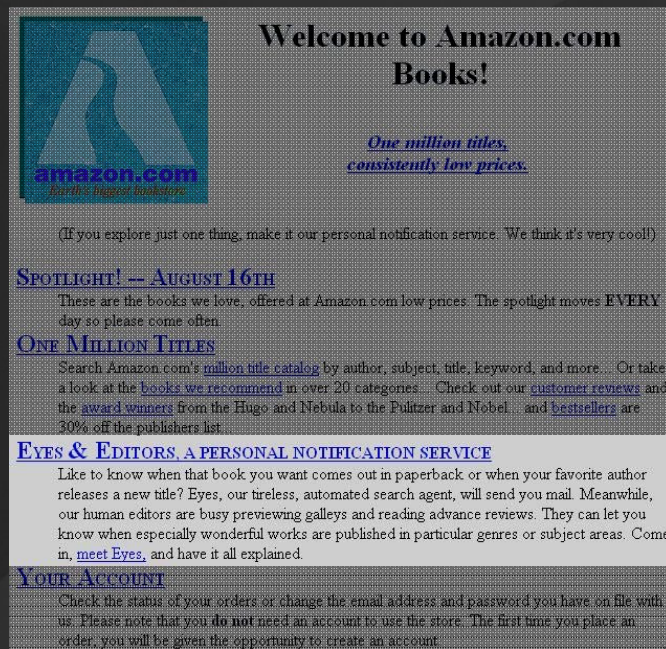 Welcome to Amazon.com
Books!
One million titles,
consistently low prices.
amazon.com
Earth's biggest bookstore
(If you explore just one thing, make it our personal notification service. We think it's very cool!)
SPOTLIGHT! -- AUGUST 16TH
These are the books we love, offered at Amazon.com low prices. The spotlight moves EVERY
day so please come often.
ONE MILLION TITLES
Search Amazon.com's million title catalog by author, subject, title, keyword, and more... Or take
a look at the books we recommend in over 20 categories... Check out our customer reviews and
the award winners from the Hugo and Nebula to the Pulitzer and Nobel... and bestsellers are
30% off the publishers list...
EYES & EDITORS, A PERSONAL NOTIFICATION SERVICE
Like to know when that book you want comes out in paperback or when your favorite author
releases a new title? Eyes, our tireless, automated search agent, will send you mail. Meanwhile,
our human editors are busy previewing galleys and reading advance reviews. They can let you
know when especially wonderful works are published in particular genres or subject areas. Come
in, meet Eyes, and have it all explained.
YOUR ACCOUNT
Check the status of your orders or change the email address and password you have on file with
us. Please note that you do not need an account to use the store. The first time you place an
order, you will be given the opportunity to create an account.